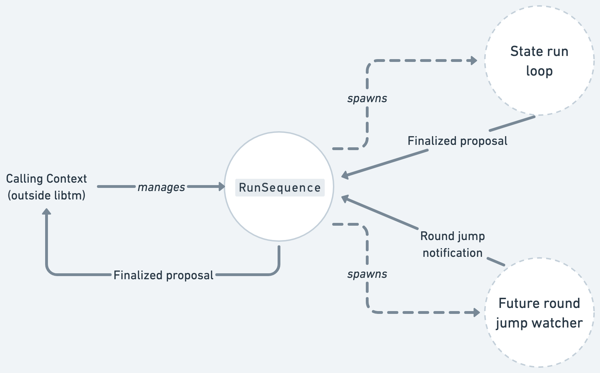 State run
loop
spawns
Finalized proposal
Calling Context
(outside libtm)
manages
RunSequence
Round jump
notification
Finalized proposal
spawns
Future round
jump watcher